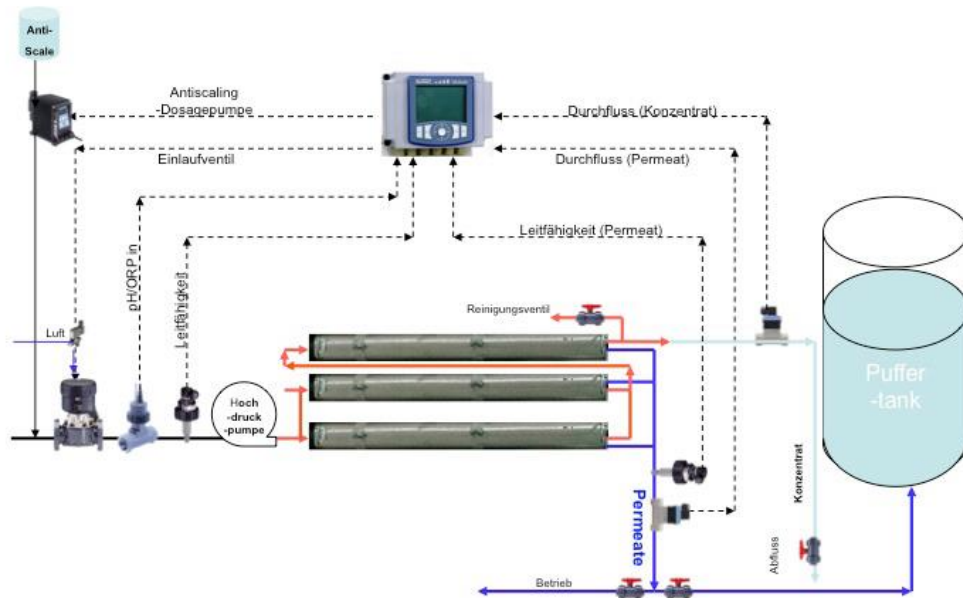 Anti-
Scale
Antiscaling
-Dosagepumpe
Durchfluss (Konzentrat)
Einlaufventil
Durchfluss (Permeat)
Leitfähigkeit (Permeat)
pH/ORP in
Leitfähigkeit
Reinigungsventil
Luft
Puffer
-tank
Hoch
-druck
-pumpe
Konzentrat
Permeate
Abfluss
Betrieb